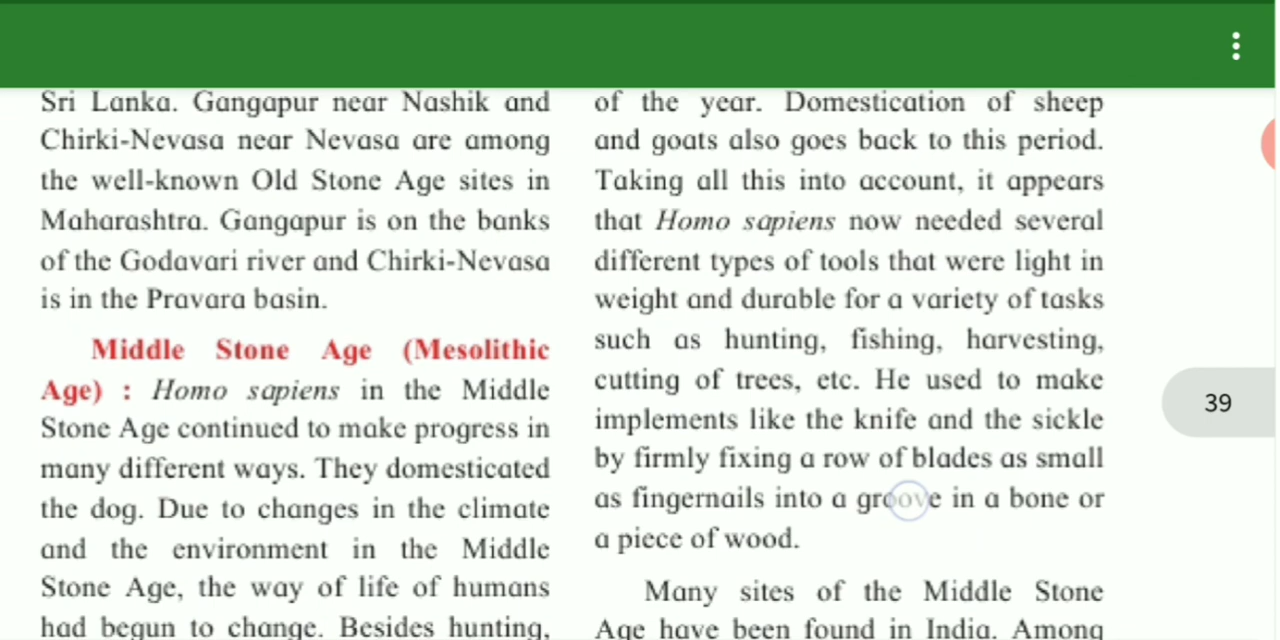 Sri Lanka. Gangapur near Nashik and
Chirki-Nevasa near Nevasa are among
the well-known Old Stone Age sites in
Maharashtra. Gangapur is on the banks
of the Godavari river and Chirki-Nevasa
is in the Pravara basin.
Middle Stone Age (Mesolithic
Age) : Homo sapiens in the Middle
Stone Age continued to make progress in
many different ways. They domesticated
the dog. Due to changes in the climate
and the environment in the Middle
Stone Age, the way of life of humans
had begun to change. Besides hunting,
of the year. Domestication of sheep
and goats also goes back to this period.
Taking all this into account, it appears
that Homo sapiens now needed several
different types of tools that were light in
weight and durable for a variety of tasks
such as hunting, fishing, harvesting,
cutting of trees, etc. He used to make
implements like the knife and the sickle
by firmly fixing a row of blades as small
as fingernails into a groove in a bone or
a piece of wood.
Many sites of the Middle Stone
Age have been found in India. Among
39